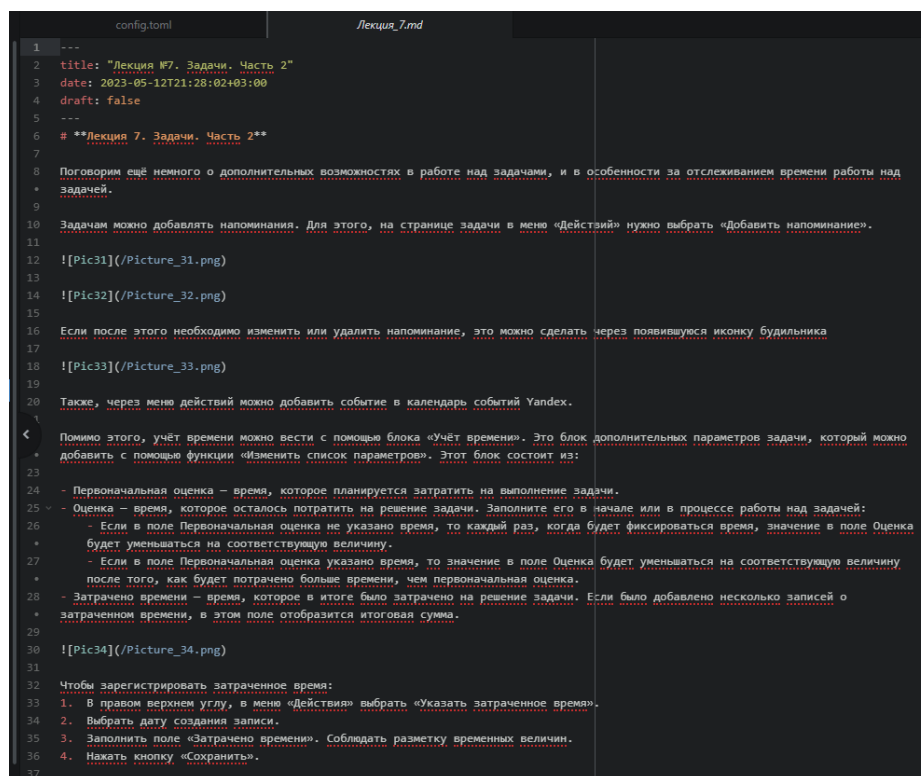 config.toml
Лекция_7.md
1 ---
2 title: "Лекция №7. Задачи. Часть 2"
3 date: 2023-05-12T21:28:02+03:00
4 draft: false
5 ---
6 # **Лекция 7. Задачи. Часть 2**
7
8 Поговорим ещё немного о дополнительных возможностях в работе над задачами, и в особенности за отслеживанием времени работы над
• задачей.
9
10 Задачам можно добавлять напоминания. Для этого, на странице задачи в меню «Действий» нужно выбрать «Добавить напоминание».
11
12 ![Pic31](/Picture_31.png)
13
14 ![Pic32](/Picture_32.png)
15
16 Если после этого необходимо изменить или удалить напоминание, это можно сделать через появившуюся иконку будильника
17
18 ![Pic33](/Picture_33.png)
19
20 Также, через меню действий можно добавить событие в календарь событий Yandex.
Помимо этого, учёт времени можно вести с помощью блока «Учёт времени». Это блок дополнительных параметров задачи, который можно
• добавить с помощью функции «Изменить список параметров». Этот блок состоит из:
23
24 - Первоначальная оценка — время, которое планируется затратить на выполнение задачи.
25 - Оценка — время, которое осталось потратить на решение задачи. Заполните его в начале или в процессе работы над задачей:
26 - Если в поле Первоначальная оценка не указано время, то каждый раз, когда будет фиксироваться время, значение в поле Оценка
• будет уменьшаться на соответствующую величину.
27 - Если в поле Первоначальная оценка указано время, то значение в поле Оценка будет уменьшаться на соответствующую величину
• после того, как будет потрачено больше времени, чем первоначальная оценка.
28 - Затрачено времени — время, которое в итоге было затрачено на решение задачи. Если было добавлено несколько записей о
• затраченном времени, в этом поле отобразится итоговая сумма.
29
30 ![Pic34](/Picture_34.png)
31
32 Чтобы зарегистрировать затраченное время:
33 1. В правом верхнем углу, в меню «Действия» выбрать «Указать затраченное время».
34 2. Выбрать дату создания записи.
35 3. Заполнить поле «Затрачено времени». Соблюдать разметку временных величин.
36 4. Нажать кнопку «Сохранить».
37